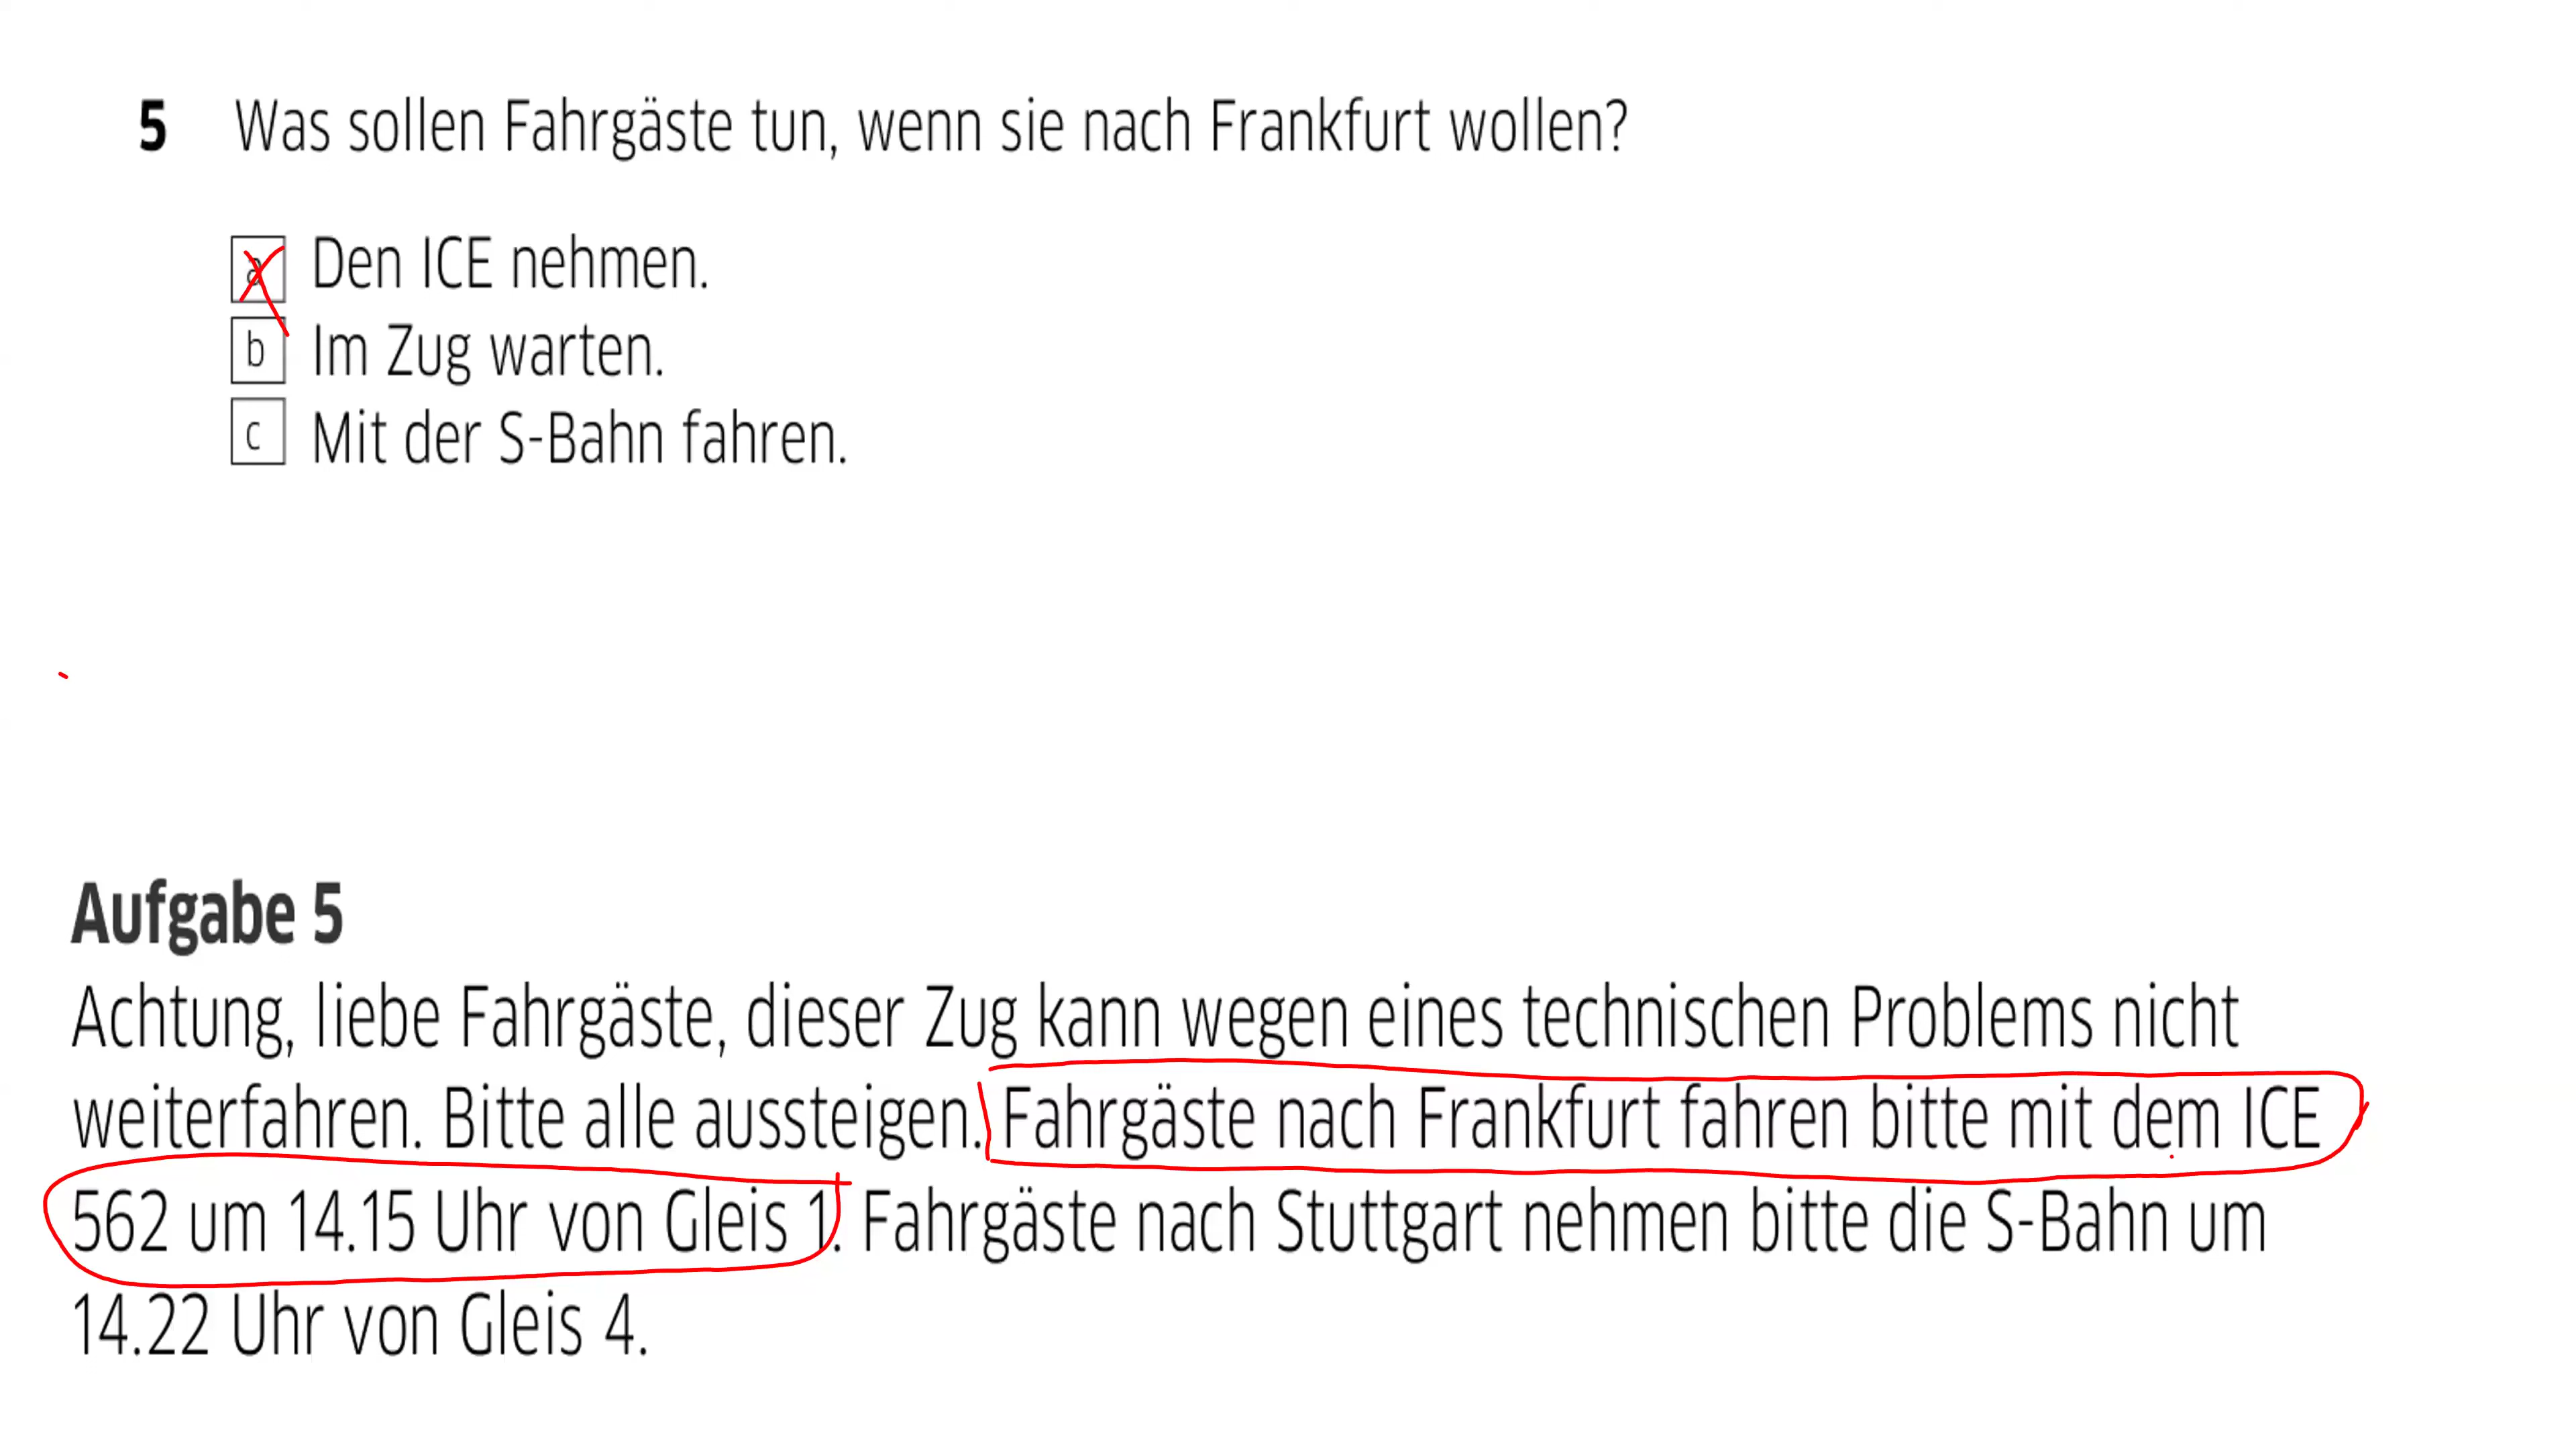 5 Was sollen Fahrgäste tun, wenn sie nach Frankfurt wollen?
a Den ICE nehmen.
b Im Zug warten.
c Mit der S-Bahn fahren.
Aufgabe 5
Achtung, liebe Fahrgäste, dieser Zug kann wegen eines technischen Problems nicht
weiterfahren. Bitte alle aussteigen. Fahrgäste nach Frankfurt fahren bitte mit dem ICE
562 um 14.15 Uhr von Gleis 1. Fahrgäste nach Stuttgart nehmen bitte die S-Bahn um
14.22 Uhr von Gleis 4.